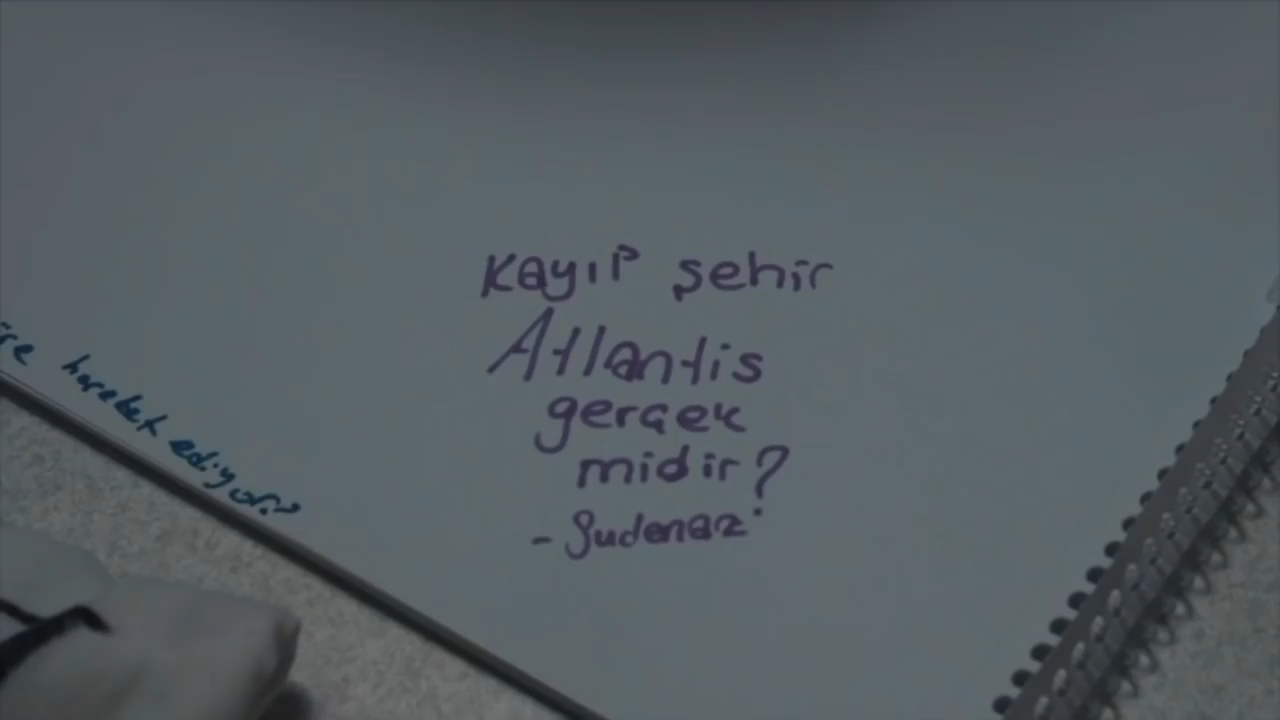 Kayıp şehir
Atlantis
gerçek
midir?
- Sudenaz
hareket ediyor?